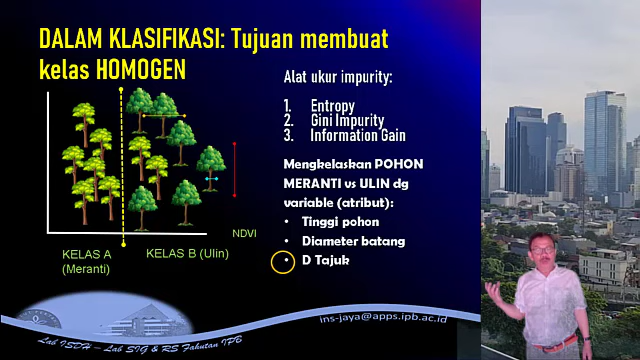 DALAM KLASIFIKASI: Tujuan membuat
kelas HOMOGEN
Alat ukur impurity:
1. Entropy
2. Gini Impurity
3. Information Gain
Mengkelaskan POHON
MERANTI vs ULIN dg
variable (atribut):
• Tinggi pohon
• Diameter batang
• D Tajuk
NDVI
KELAS A
(Meranti)
KELAS B (Ulin)
ins-jaya@apps.ipb.ac.id
Lab ISDH – Lab SIG & RS Fahutan IPB